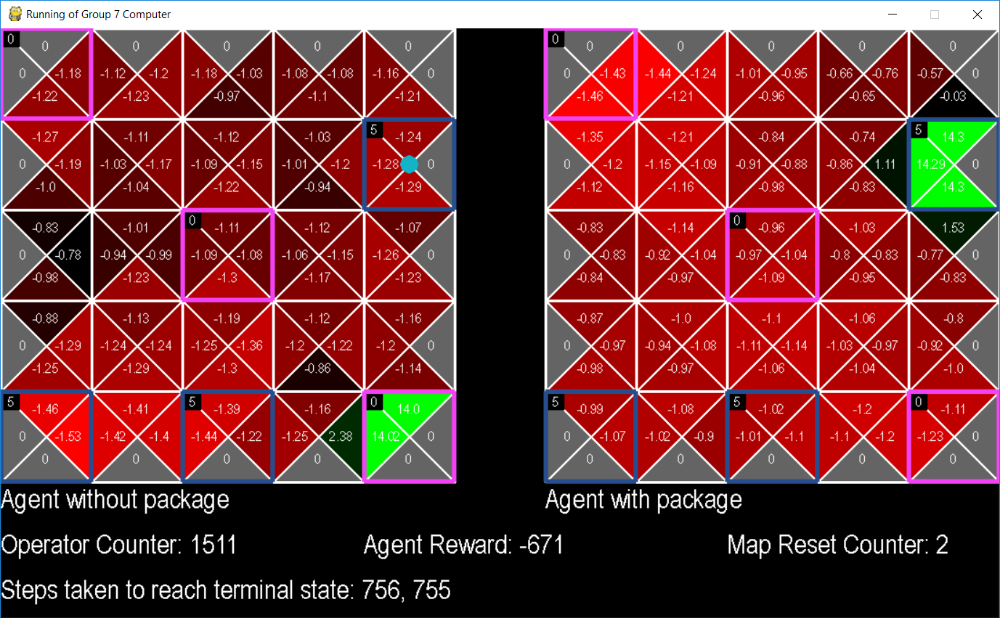 Running of Group 7 Computer
0 0 0 0 0 0 0 0 0 0 0 0
0 -1.18 -1.12 -1.2 -1.18 -1.03 -1.08 -1.08 -1.16 0 0 -1.43 -1.44 -1.24 -1.01 -0.95 -0.66 -0.76 -0.57 0
-1.22 -1.23 -0.97 -1.1 -1.21 -1.46 -1.21 -0.96 -0.65 -0.03
-1.27 -1.11 -1.12 -1.03 5 -1.24 -1.35 -1.21 -0.84 -0.74 5 14.3
0 -1.19 -1.03 -1.17 -1.09 -1.15 -1.01 -1.2 -1.28 0 0 -1.2 -1.15 -1.09 -0.91 -0.88 -0.86 1.11 14.29 0
-1.0 -1.04 -1.22 -0.94 -1.29 -1.12 -1.16 -0.98 -0.83 14.3
-0.83 -1.01 0 -1.11 -1.12 -1.07 -0.83 -1.14 0 -0.96 -1.03 1.53
0 -0.78 -0.94 -0.99 -1.09 -1.08 -1.06 -1.15 -1.26 0 0 -0.83 -0.92 -1.04 -0.97 -1.04 -0.8 -0.83 -0.77 0
-0.98 -1.23 -1.3 -1.17 -1.23 -0.84 -0.97 -1.09 -0.95 -0.83
-0.88 -1.13 -1.19 -1.12 -1.16 -0.87 -1.0 -1.1 -1.06 -0.8
0 -1.29 -1.24 -1.24 -1.25 -1.36 -1.2 -1.22 -1.2 0 0 -0.97 -0.94 -1.08 -1.11 -1.14 -1.03 -0.97 -0.92 0
-1.25 -1.29 -1.3 -0.86 -1.14 -0.98 -0.97 -1.06 -1.04 -1.0
5 -1.46 -1.41 5 -1.39 -1.16 0 14.0 5 -0.99 -1.08 5 -1.02 -1.2 0 -1.11
0 -1.53 -1.42 -1.4 -1.44 -1.22 -1.25 2.38 14.02 0 0 -1.07 -1.02 -0.9 -1.01 -1.1 -1.1 -1.2 -1.23 0
0 0 0 0 0 0 0 0 0 0
Agent without package Agent with package
Operator Counter: 1511 Agent Reward: -671 Map Reset Counter: 2
Steps taken to reach terminal state: 756, 755